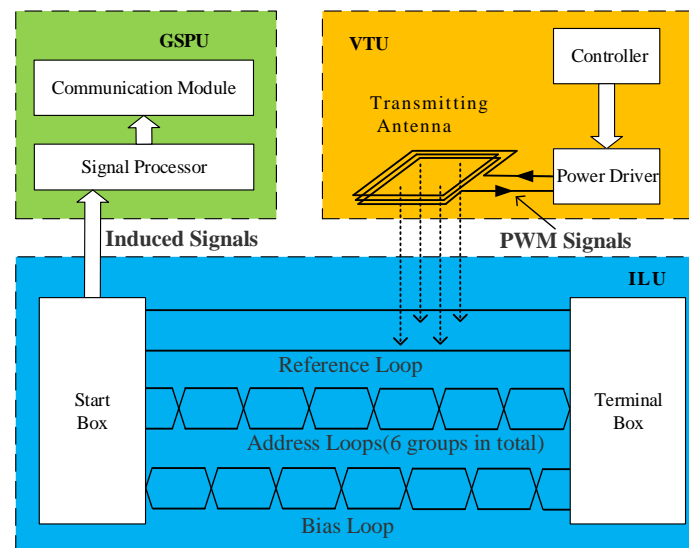 GSPU
Communication Module
Signal Processor
Induced Signals
VTU
Controller
Transmitting
Antenna
Power Driver
PWM Signals
ILU
Start
Box
Reference Loop
Address Loops(6 groups in total)
Bias Loop
Terminal
Box